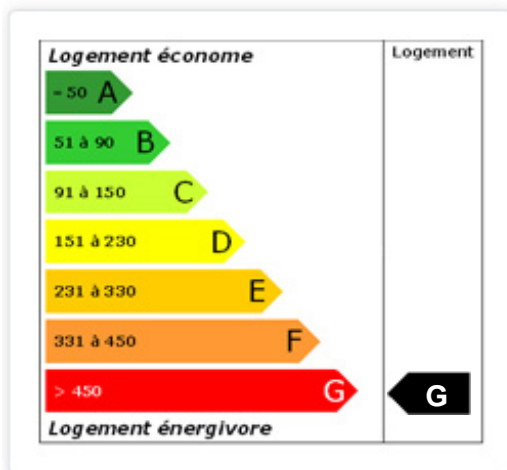 Logement économe
Logement
- 50 A
51 à 90 B
91 à 150 C
151 à 230 D
231 à 330 E
331 à 450 F
> 450 G
G
Logement énergivore